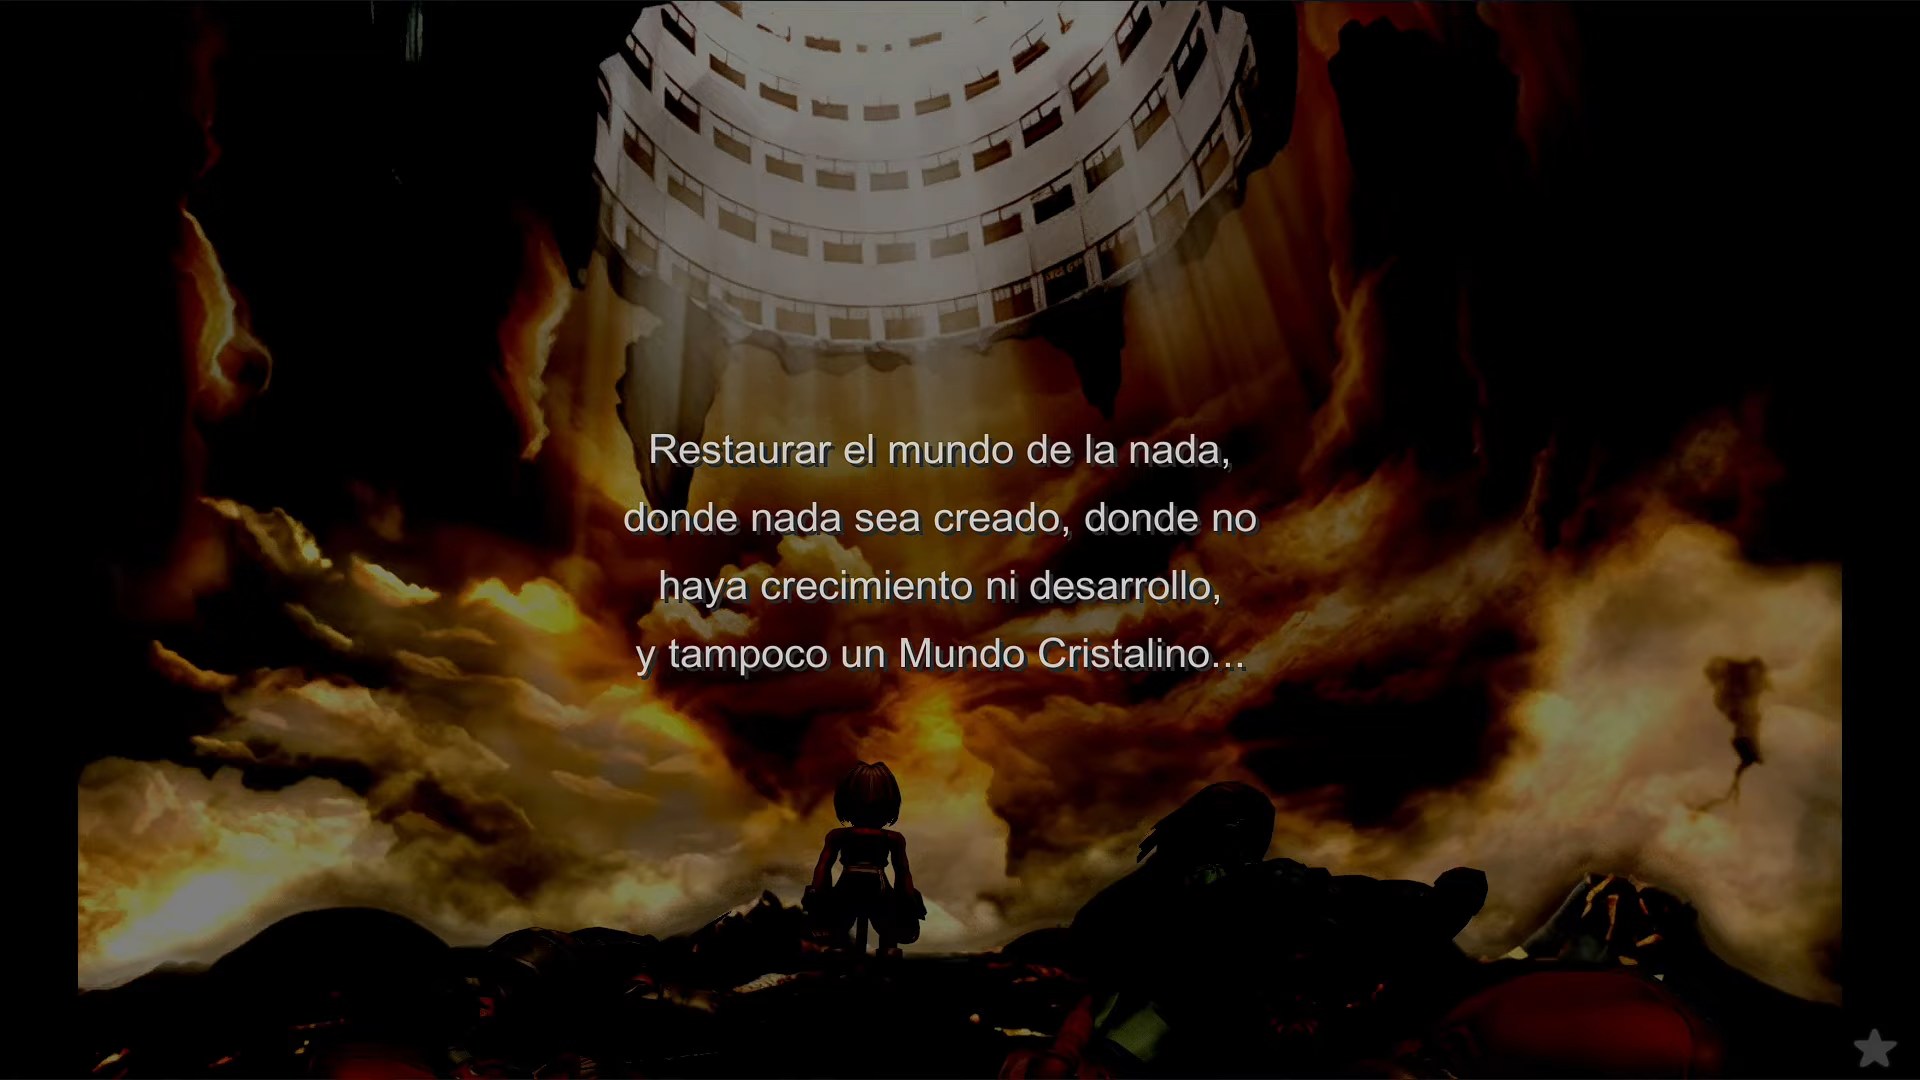 Restaurar el mundo de la nada,
donde nada sea creado, donde no
haya crecimiento ni desarrollo,
y tampoco un Mundo Cristalino...